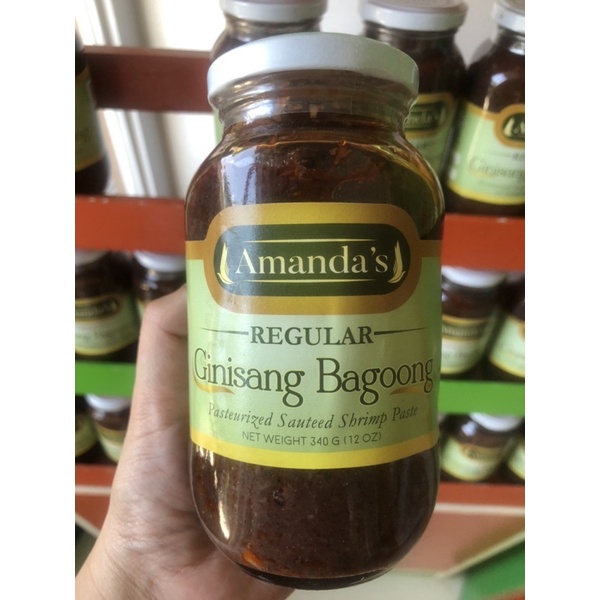 Amanda's
REGULAR
Ginisang Bagoong
Pasteurized Sauteed Shrimp Paste
NET WEIGHT 340 G (12 OZ)